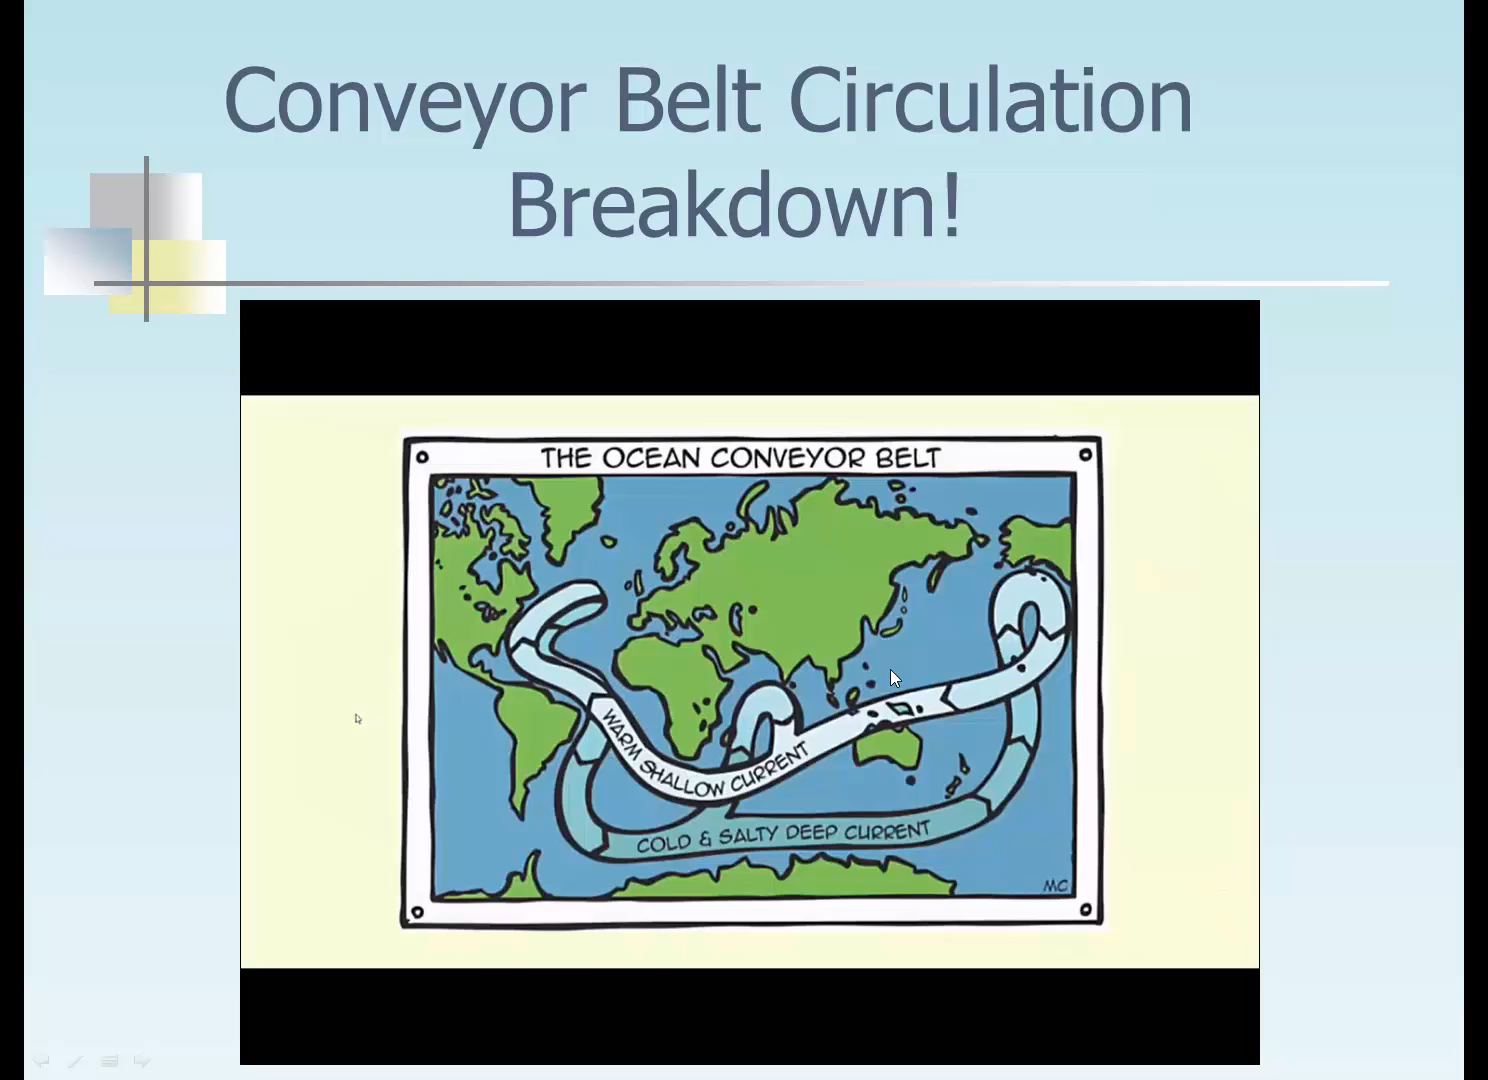 Conveyor Belt Circulation
Breakdown!
THE OCEAN CONVEYOR BELT
WARM SHALLOW CURRENT
COLD & SALTY DEEP CURRENT
MC